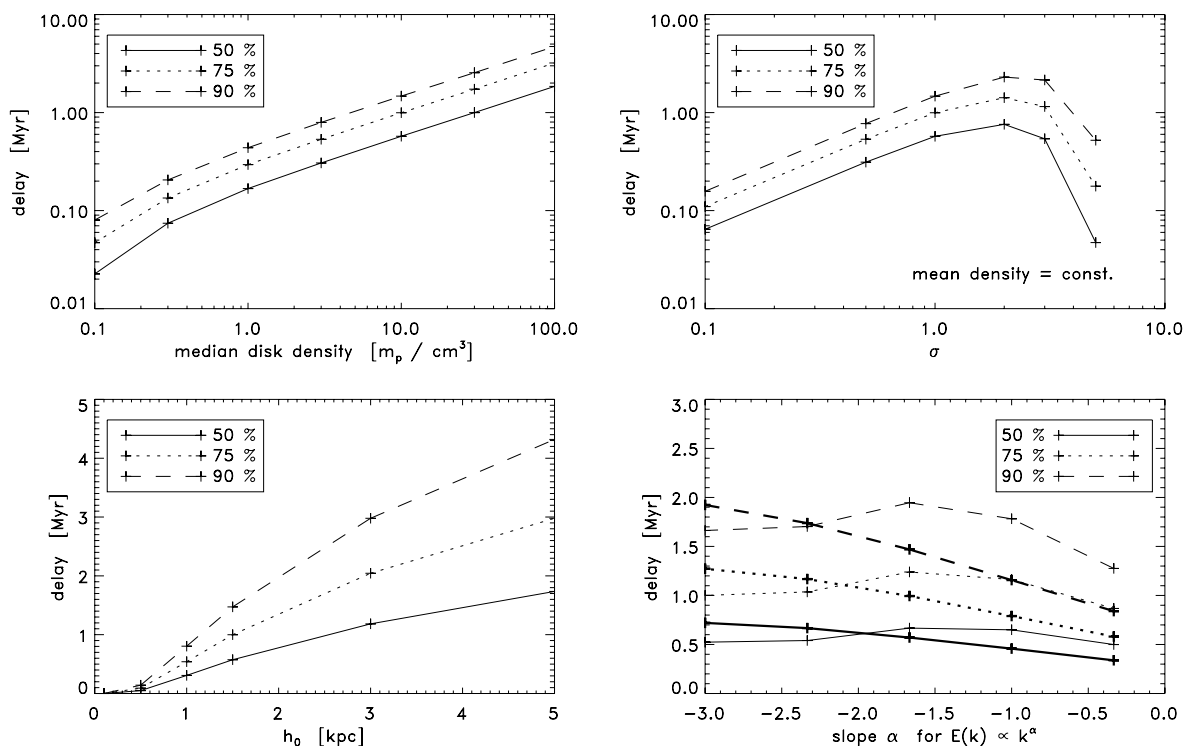 10.00
1.00
0.10
0.01
delay [Myr]
50 %
75 %
90 %
0.1 1.0 10.0 100.0
median disk density [m_p / cm^3]
10.00
1.00
0.10
0.01
delay [Myr]
50 %
75 %
90 %
mean density = const.
0.1 1.0 10.0
σ
5
4
3
2
1
0
delay [Myr]
50 %
75 %
90 %
0 1 2 3 4 5
h_0 [kpc]
3.0
2.5
2.0
1.5
1.0
0.5
0.0
delay [Myr]
50 %
75 %
90 %
-3.0 -2.5 -2.0 -1.5 -1.0 -0.5 0.0
slope α for E(k) ∝ k^α